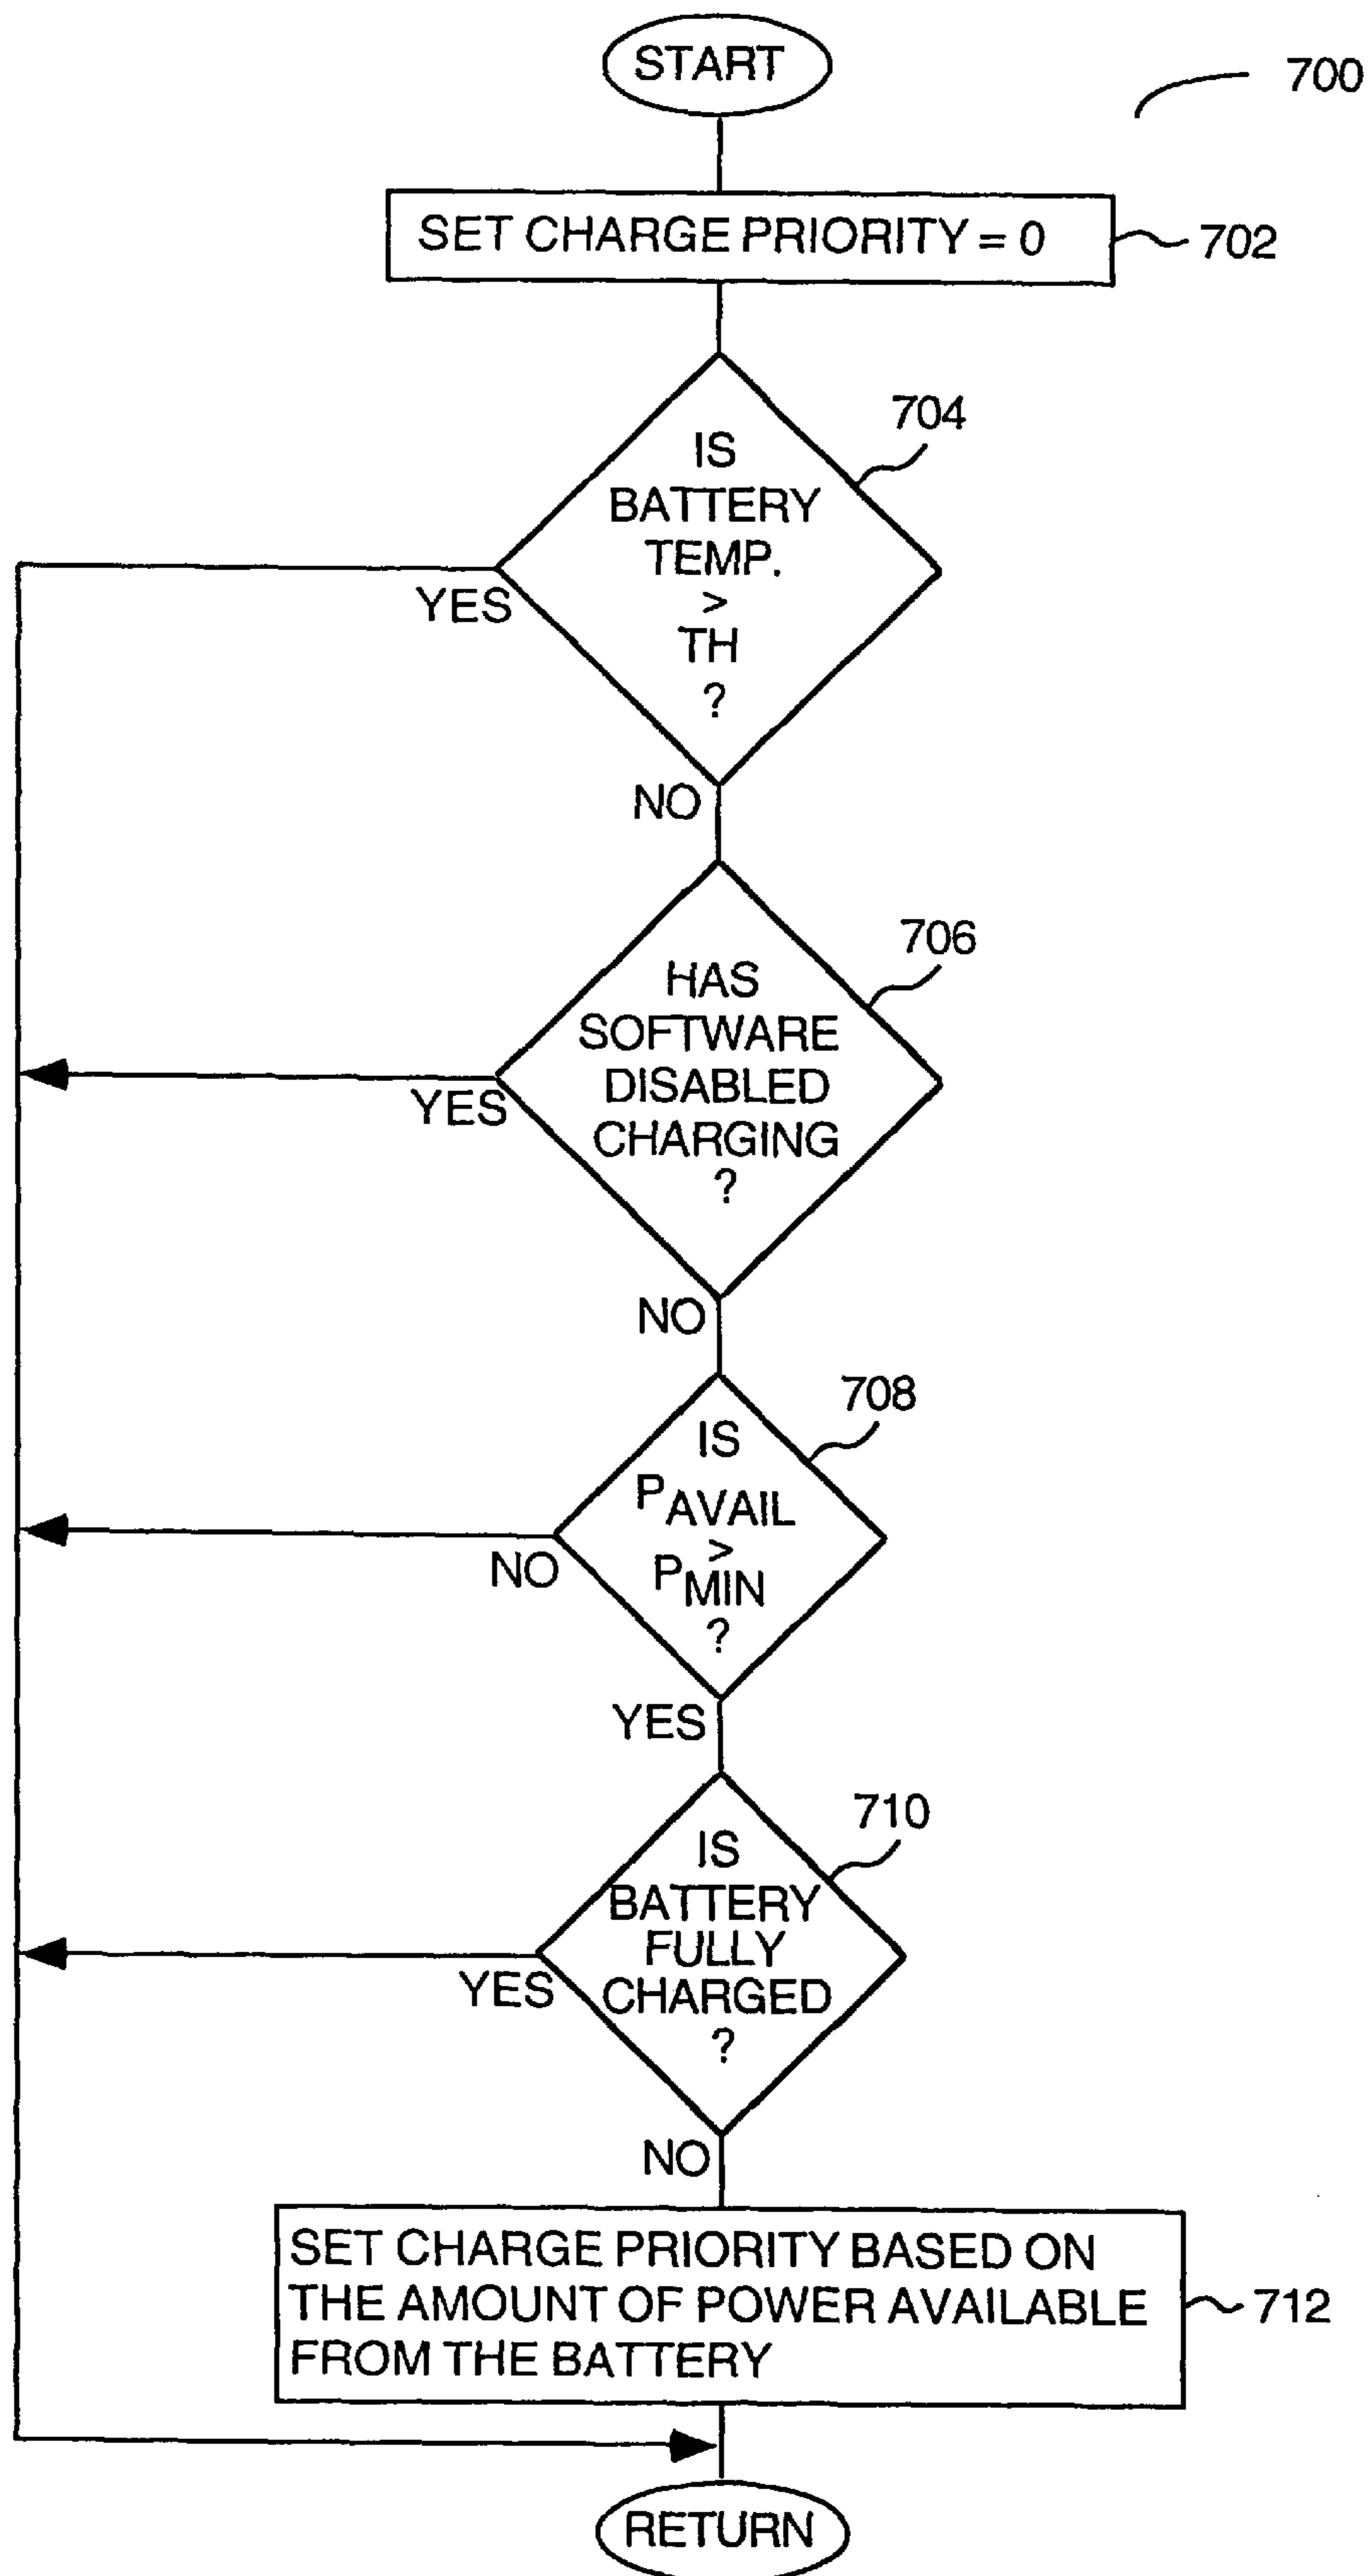 START
700
SET CHARGE PRIORITY = 0
702
704
IS
BATTERY
TEMP.
>
TH
?
YES
NO
706
HAS
SOFTWARE
DISABLED
CHARGING
?
YES
NO
708
IS
PAVAIL
>
PMIN
?
NO
YES
710
IS
BATTERY
FULLY
CHARGED
?
YES
NO
SET CHARGE PRIORITY BASED ON
THE AMOUNT OF POWER AVAILABLE
FROM THE BATTERY
712
RETURN